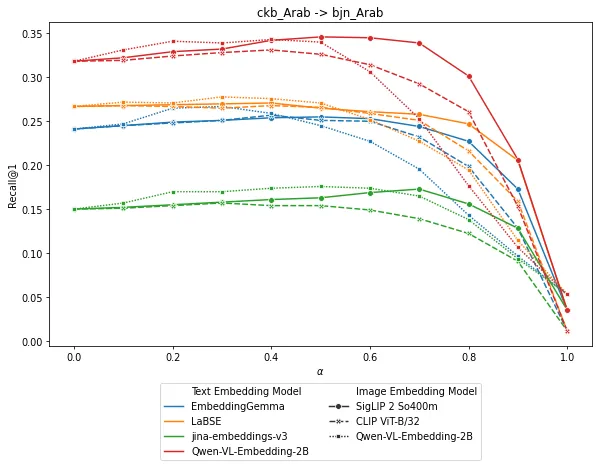 ckb_Arab -> bjn_Arab
Recall@1
0.35
0.30
0.25
0.20
0.15
0.10
0.05
0.00
0.0 0.2 0.4 0.6 0.8 1.0
α
Text Embedding Model
EmbeddingGemma
LaBSE
jina-embeddings-v3
Qwen-VL-Embedding-2B
Image Embedding Model
SigLIP 2 So400m
CLIP ViT-B/32
Qwen-VL-Embedding-2B